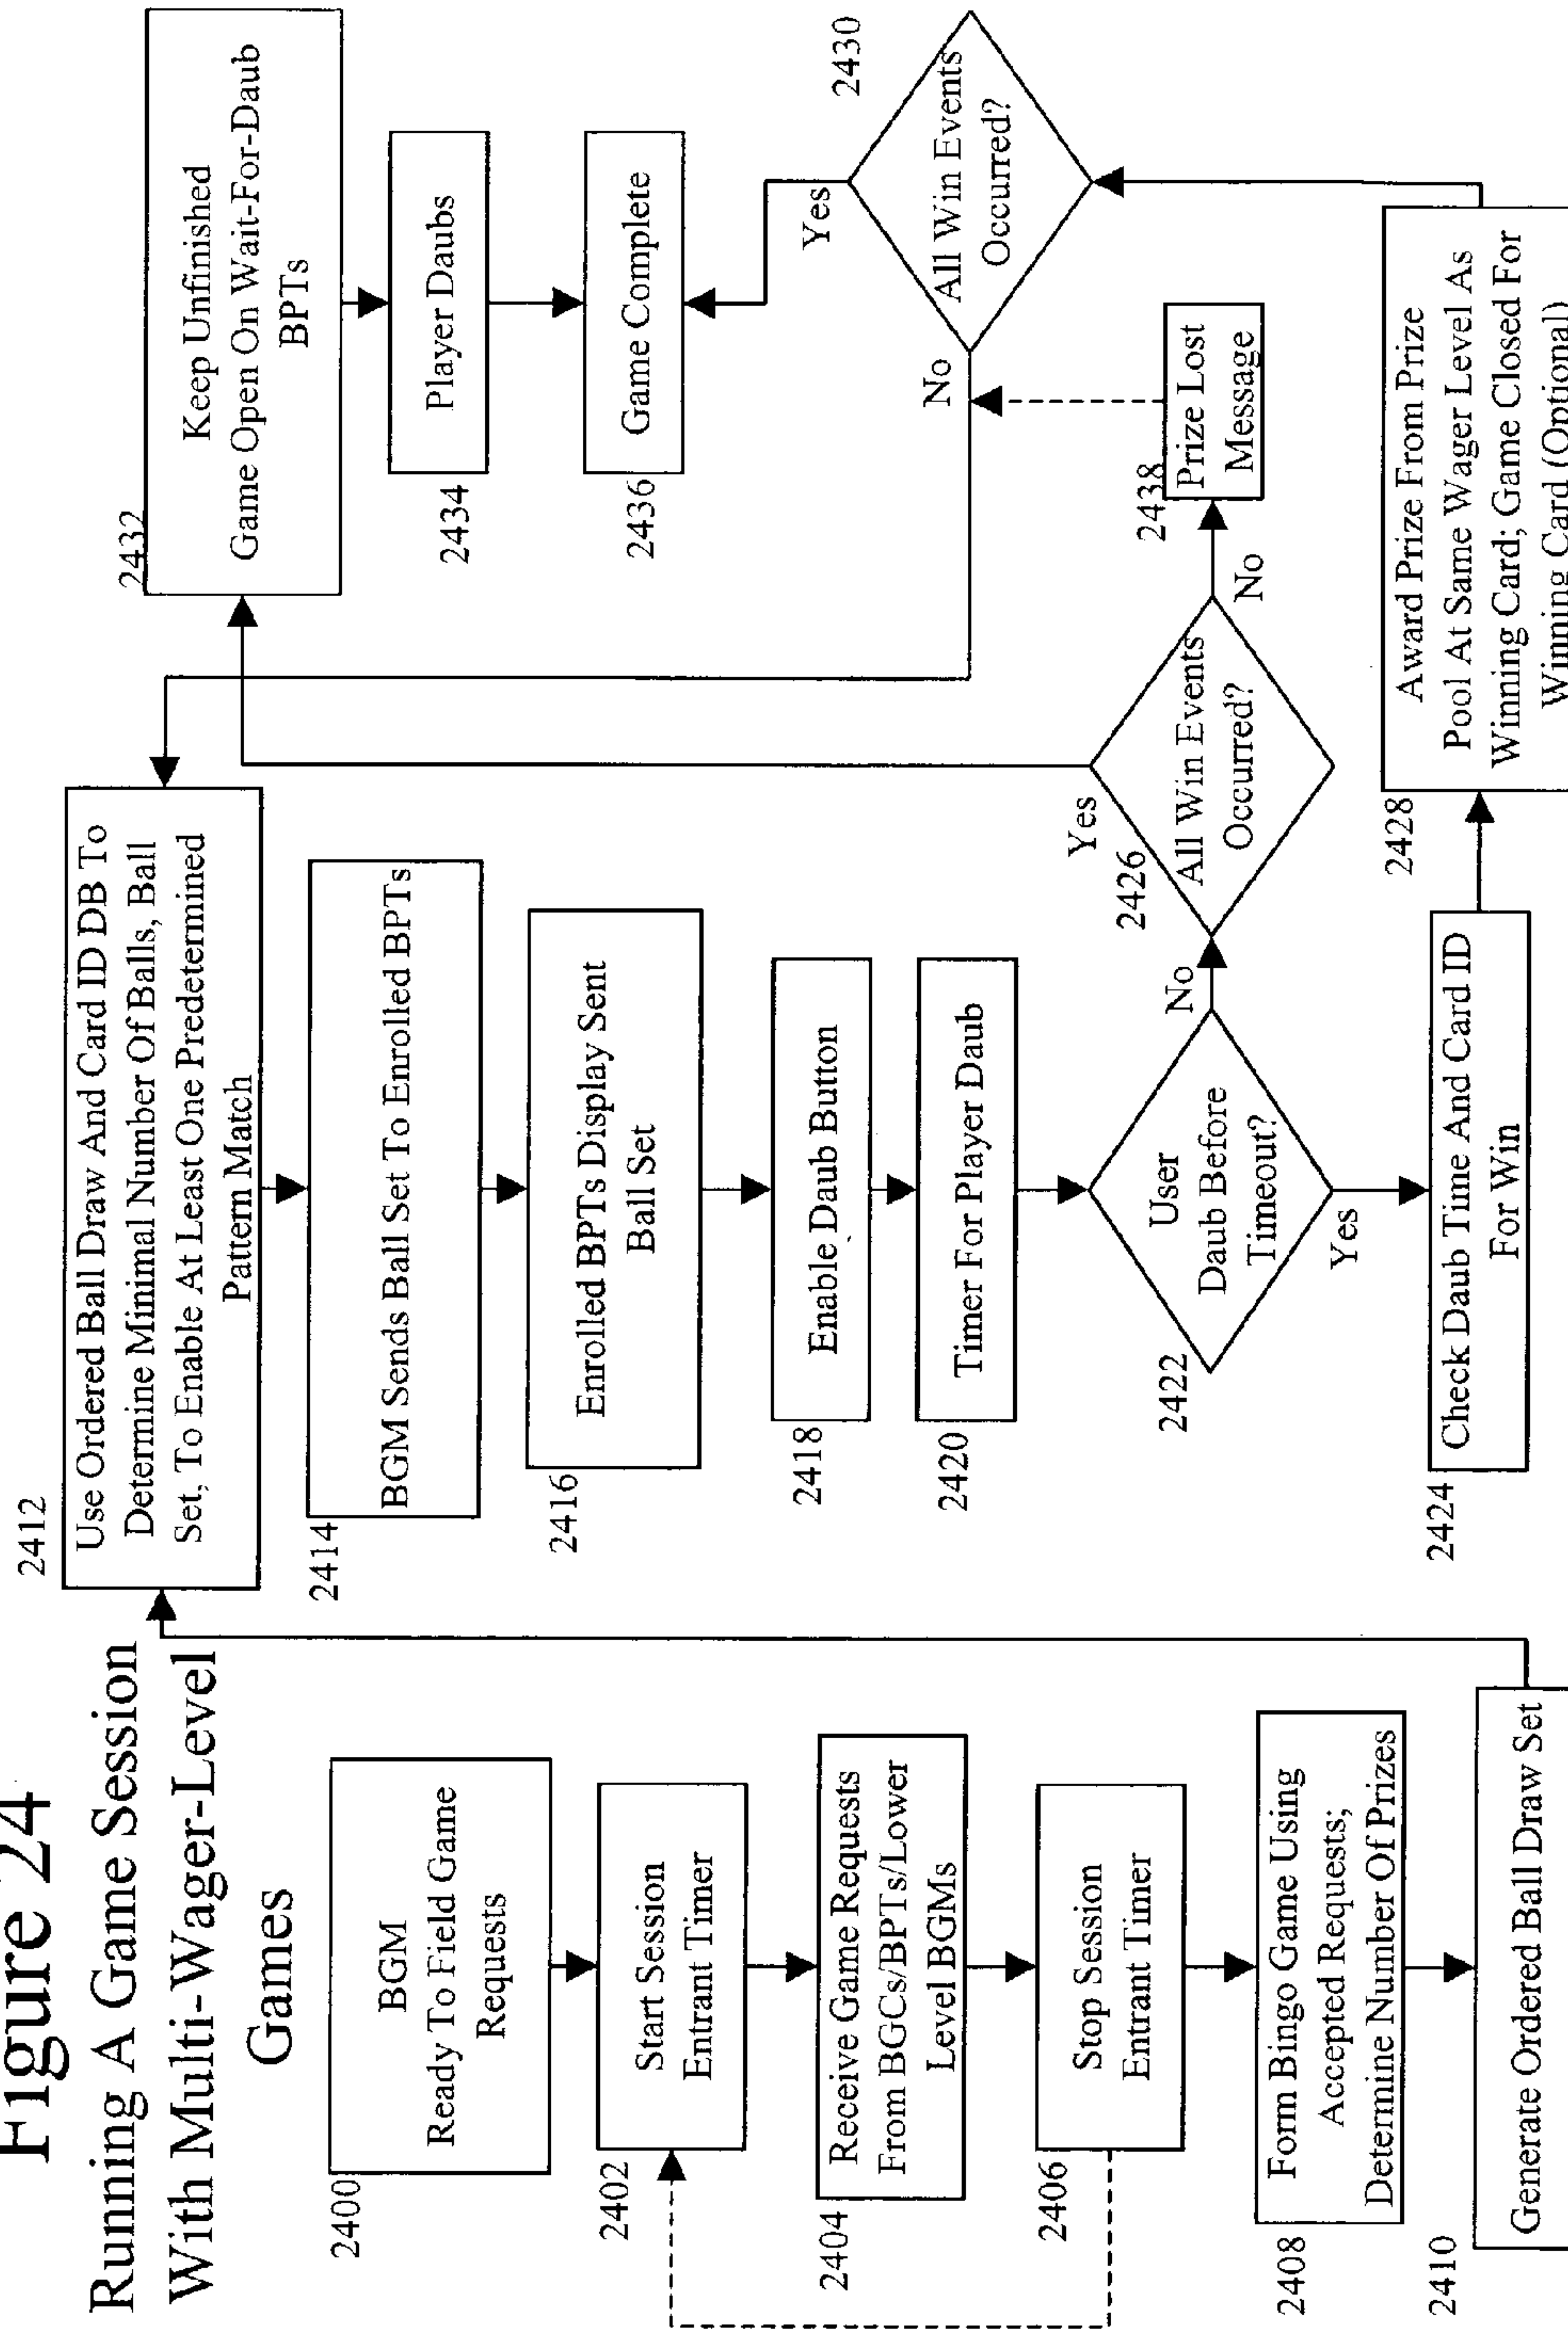 Figure 24
Running A Game Session
With Multi-Wager-Level
Games
2400
BGM
Ready To Field Game
Requests
2402
Start Session
Entrant Timer
2404
Receive Game Requests
From BGCs/BPTs/Lower
Level BGMs
2406
Stop Session
Entrant Timer
2408
Form Bingo Game Using
Accepted Requests;
Determine Number Of Prizes
2410
Generate Ordered Ball Draw Set
2412
Use Ordered Ball Draw And Card ID DB To
Determine Minimal Number Of Balls, Ball
Set, To Enable At Least One Predetermined
Pattern Match
2414
BGM Sends Ball Set To Enrolled BPTs
2416
Enrolled BPTs Display Sent
Ball Set
2418
Enable Daub Button
2420
Timer For Player Daub
2422
User
Daub Before
Timeout?
No
Yes
2424
Check Daub Time And Card ID
For Win
2426
All Win Events
Occurred?
Yes
No
2438
Prize Lost
Message
2428
Award Prize From Prize
Pool At Same Wager Level As
Winning Card; Game Closed For
Winning Card (Optional)
2430
All Win Events
Occurred?
Yes
No
2432
Keep Unfinished
Game Open On Wait-For-Daub
BPTs
2434
Player Daubs
2436
Game Complete